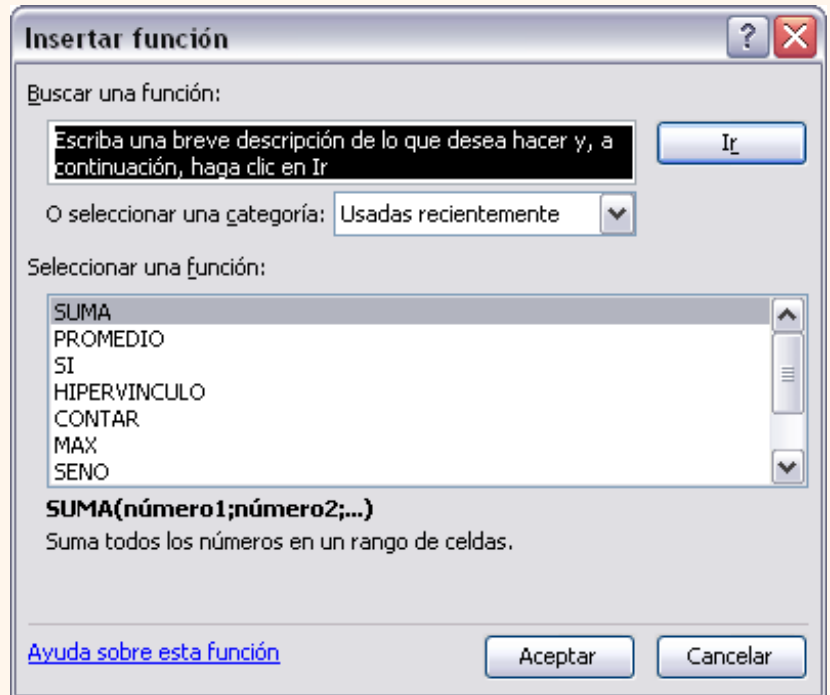 Insertar función
?
Buscar una función:
Escriba una breve descripción de lo que desea hacer y, a
continuación, haga clic en Ir
Ir
O seleccionar una categoría: Usadas recientemente
Seleccionar una función:
SUMA
PROMEDIO
SI
HIPERVINCULO
CONTAR
MAX
SENO
SUMA(número1;número2;...)
Suma todos los números en un rango de celdas.
Ayuda sobre esta función
Aceptar
Cancelar